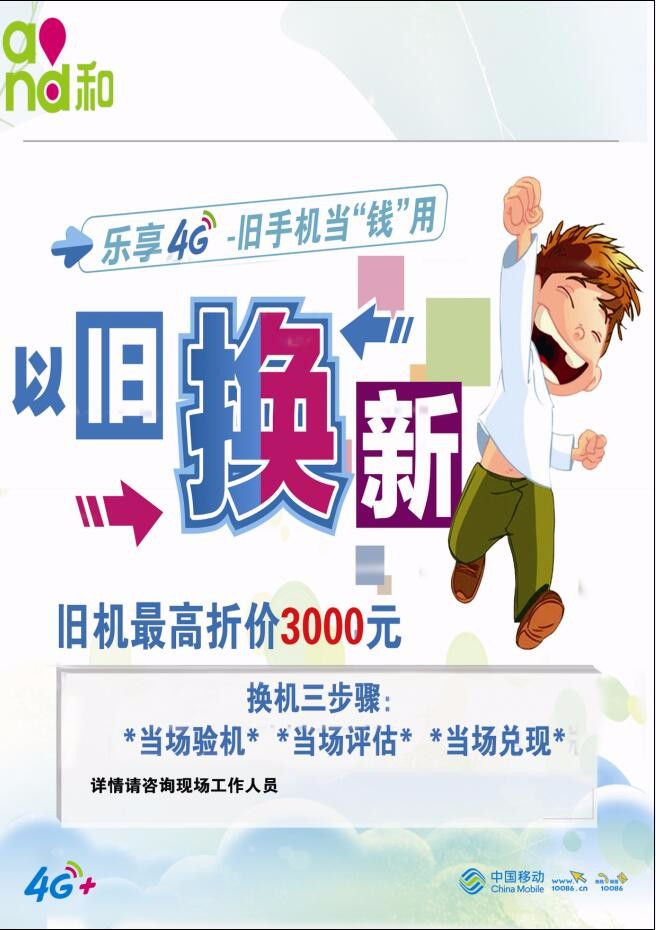 and和
乐享4G-旧手机当“钱”用
以旧换新
旧机最高折价3000元
换机三步骤：
*当场验机* *当场评估* *当场兑现*
详情请咨询现场工作人员
4G+
中国移动
China Mobile
www.10086.cn
10086